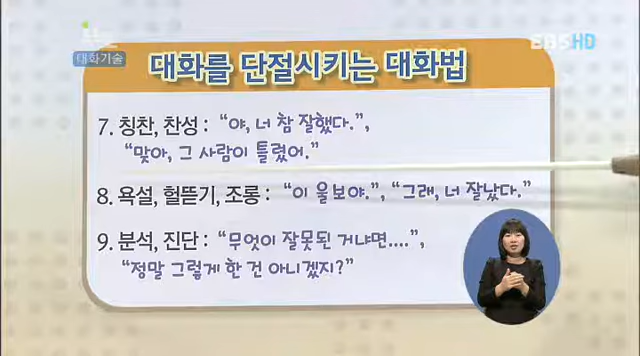 대화기술
EBS HD
대화를 단절시키는 대화법
7. 칭찬, 찬성 : “야, 너 참 잘했다.”,
“맞아, 그 사람이 틀렸어.”
8. 욕설, 헐뜯기, 조롱 : “이 울보야.”, “그래, 너 잘났다.”
9. 분석, 진단 : “무엇이 잘못된 거냐면....”,
“정말 그렇게 한 건 아니겠지?”